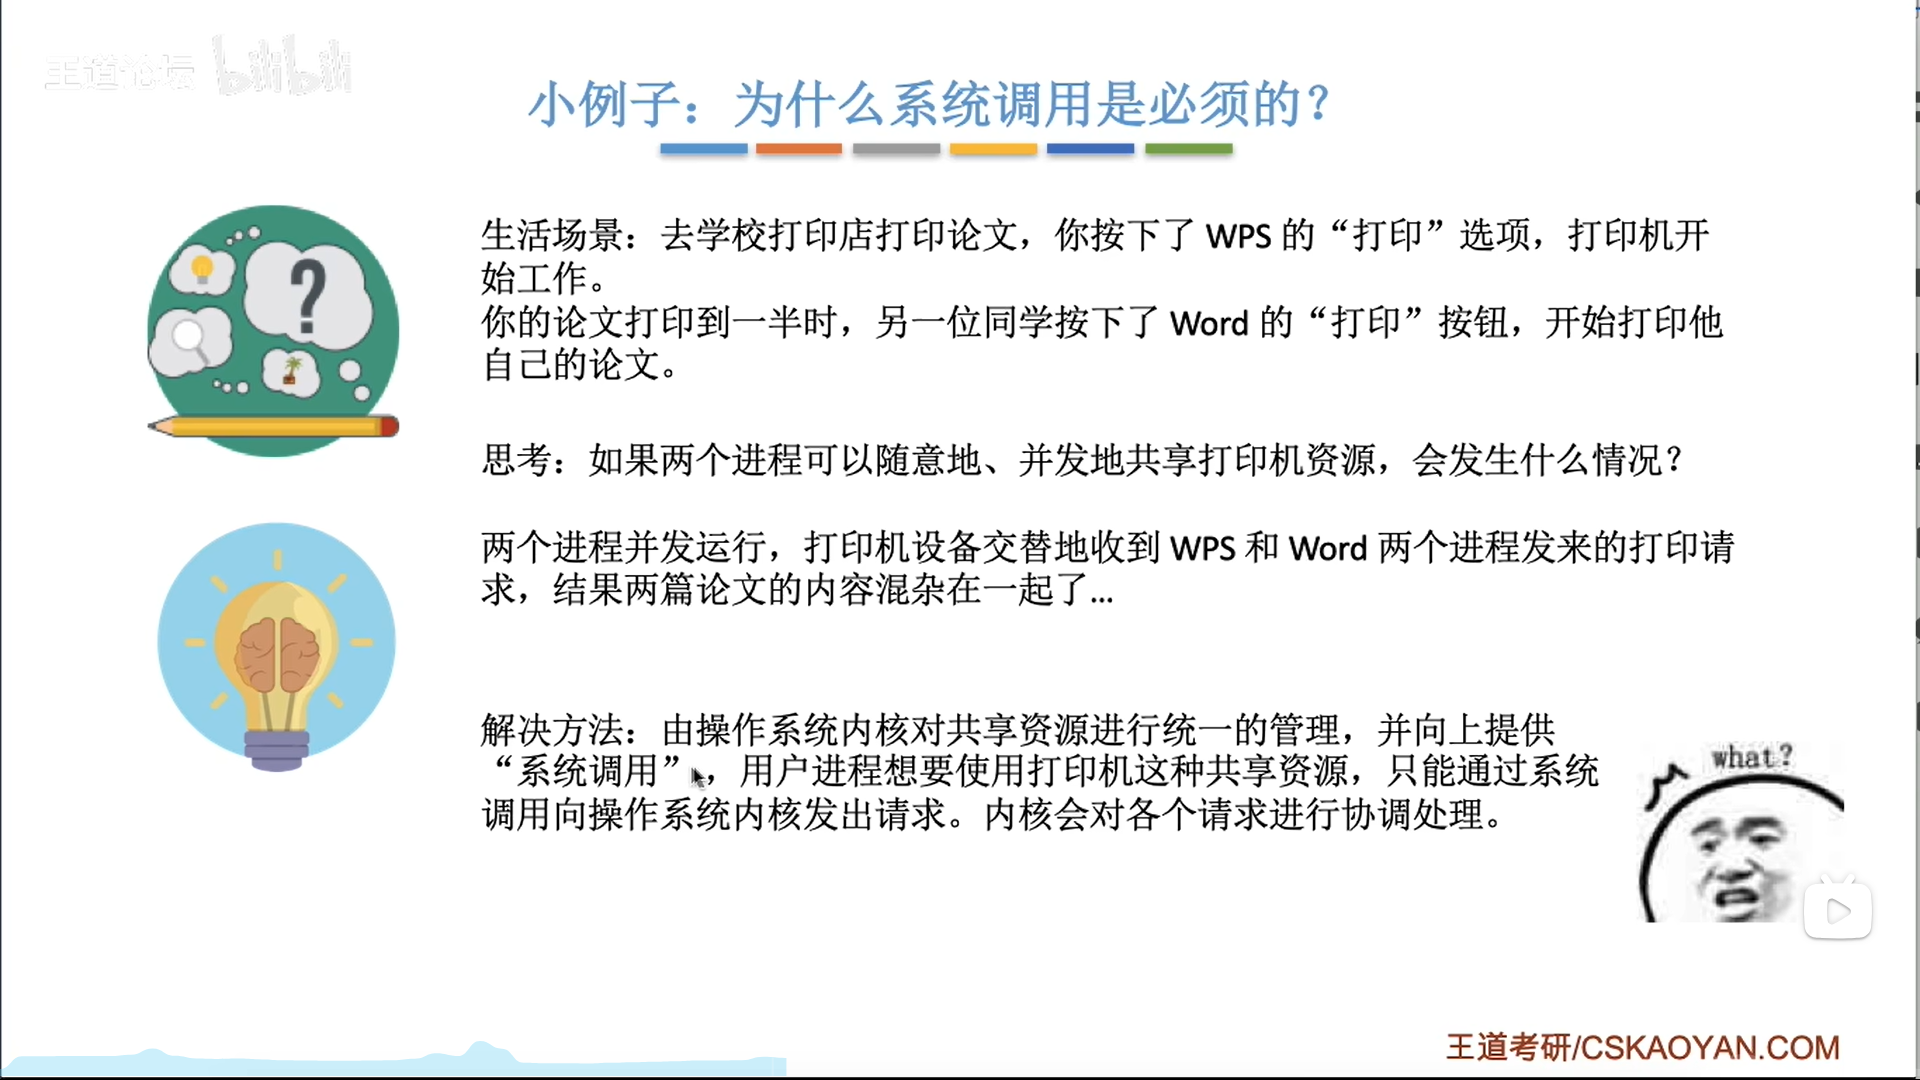 王道论坛 bilibili
小例子：为什么系统调用是必须的？
生活场景：去学校打印店打印论文，你按下了 WPS 的“打印”选项，打印机开
始工作。
你的论文打印到一半时，另一位同学按下了 Word 的“打印”按钮，开始打印他
自己的论文。
思考：如果两个进程可以随意地、并发地共享打印机资源，会发生什么情况？
两个进程并发运行，打印机设备交替地收到 WPS 和 Word 两个进程发来的打印请
求，结果两篇论文的内容混杂在一起了...
解决方法：由操作系统内核对共享资源进行统一的管理，并向上提供
“系统调用”，用户进程想要使用打印机这种共享资源，只能通过系统
调用向操作系统内核发出请求。内核会对各个请求进行协调处理。
what?
王道考研/CSKAOYAN.COM